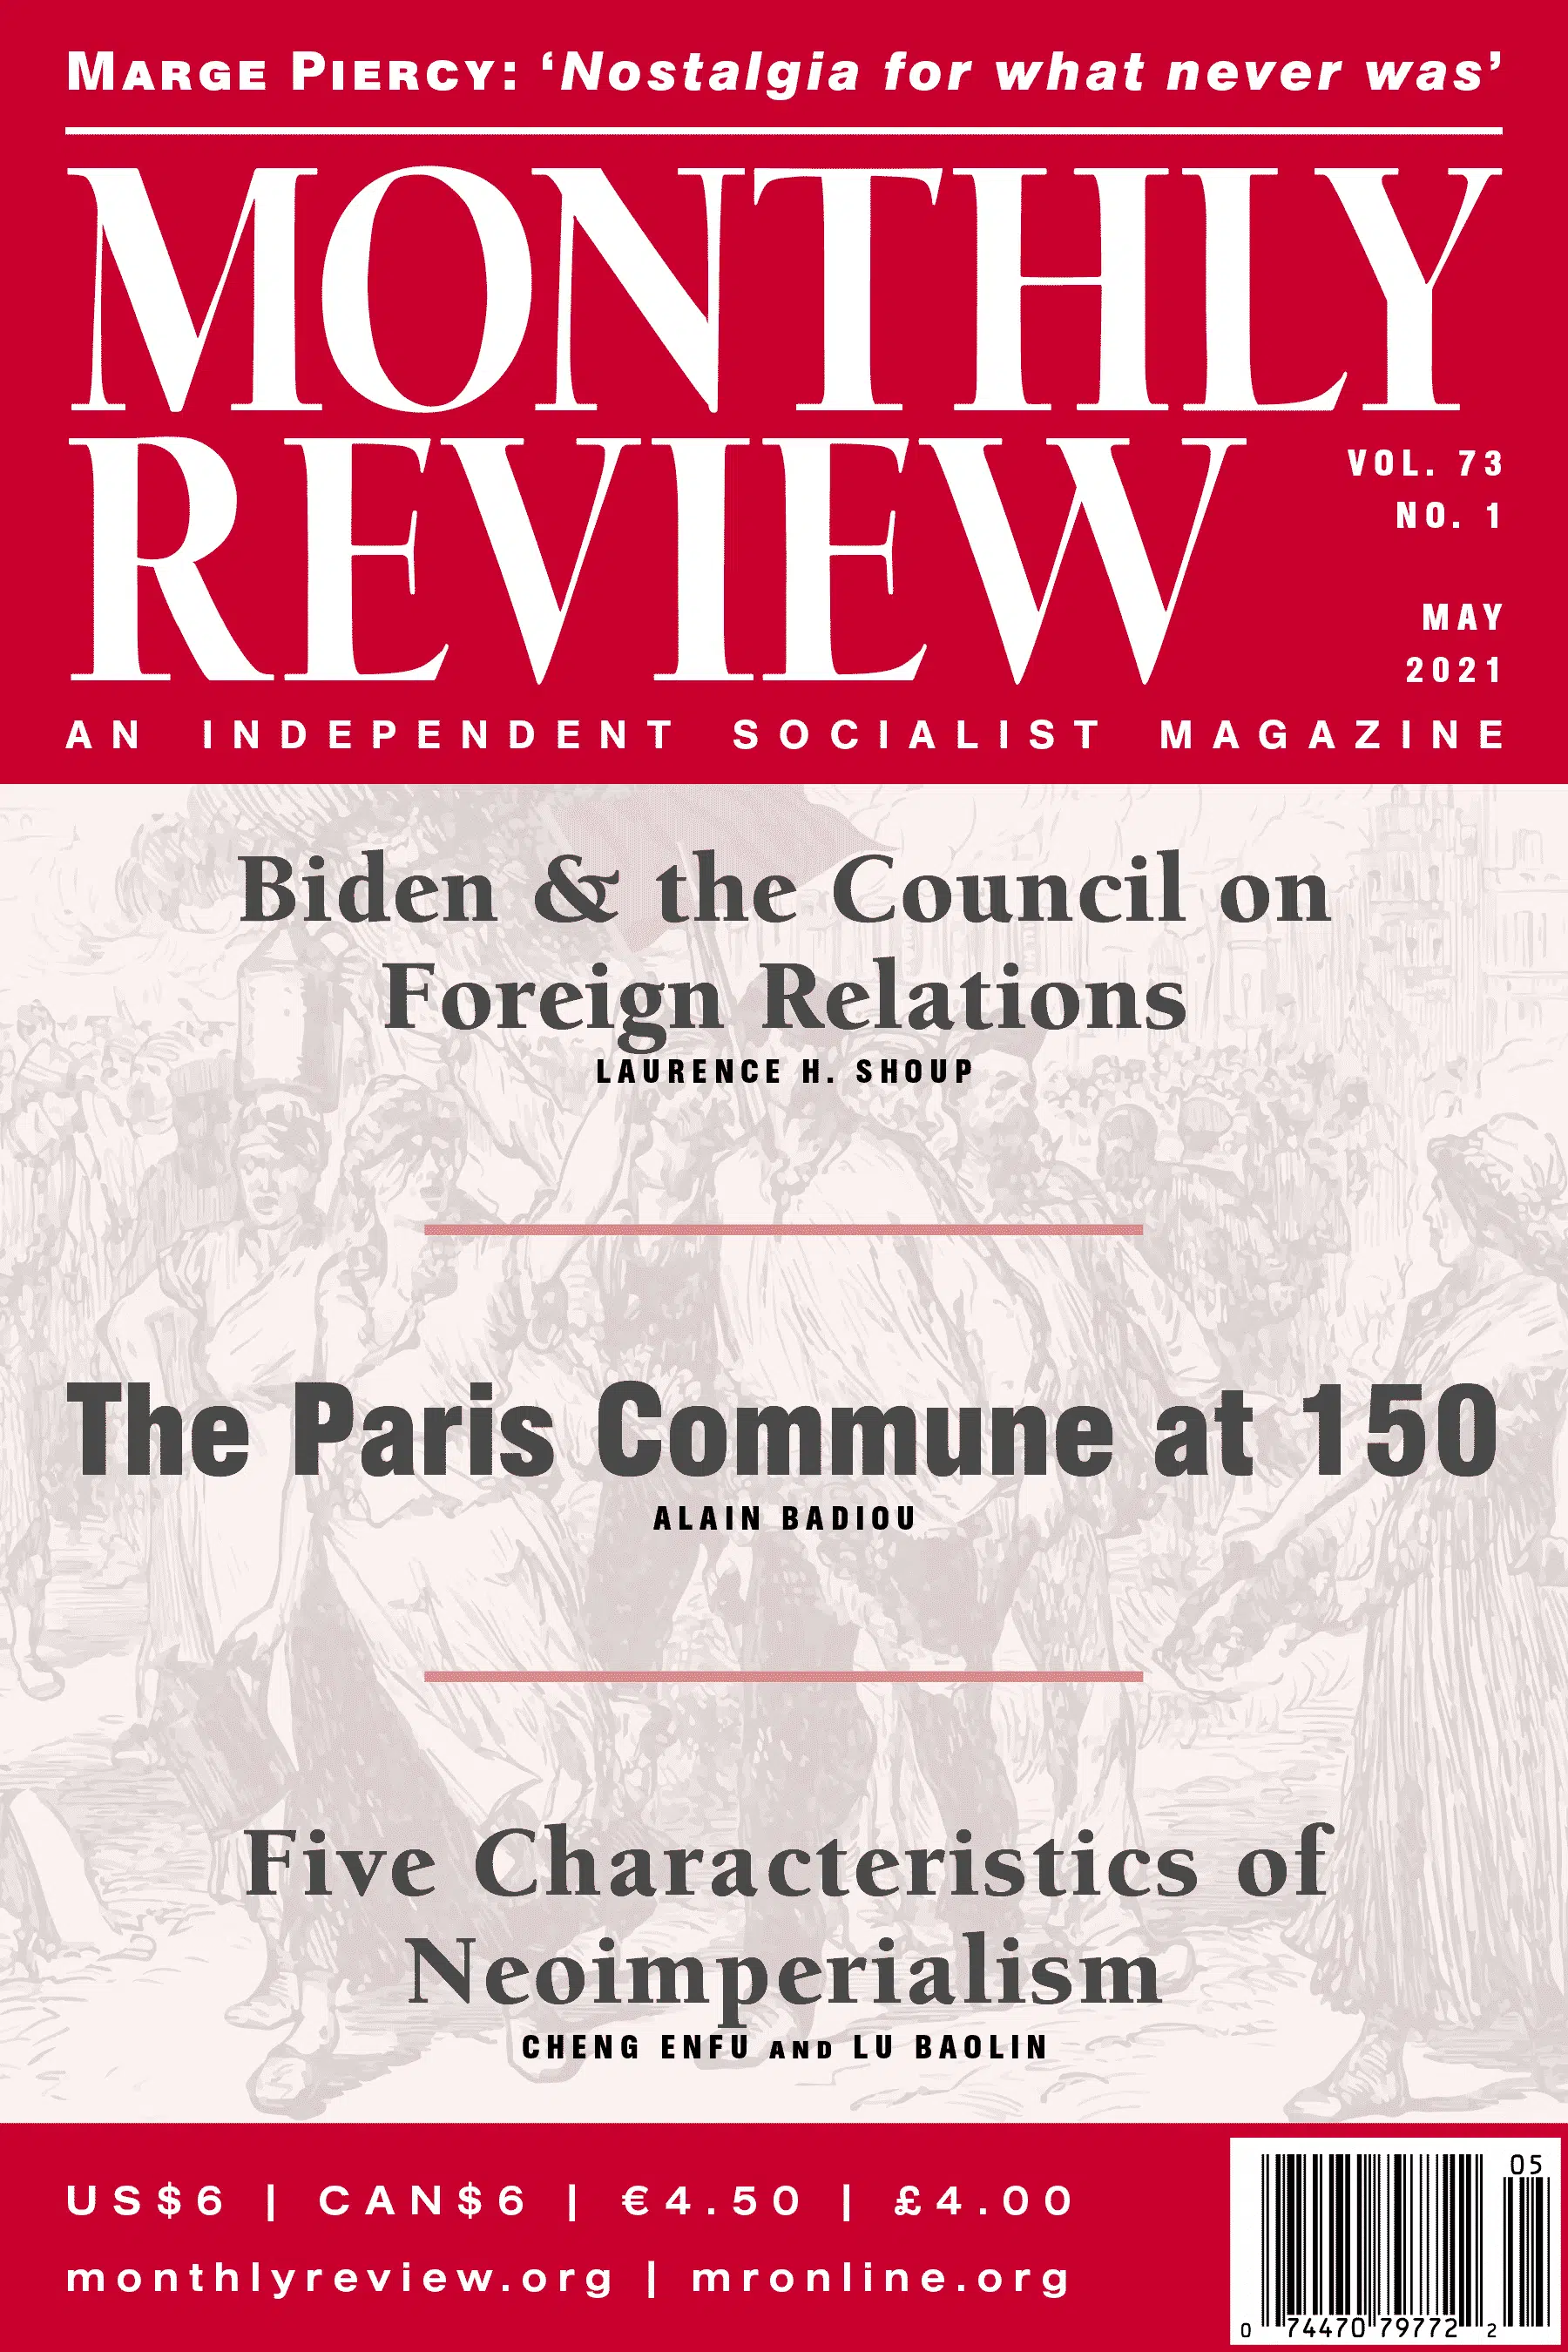 MARGE PIERCY: ‘Nostalgia for what never was’
MONTHLY
REVIEW
VOL. 73
NO. 1
MAY
2021
AN INDEPENDENT SOCIALIST MAGAZINE
Biden & the Council on
Foreign Relations
LAURENCE H. SHOUP
The Paris Commune at 150
ALAIN BADIOU
Five Characteristics of
Neoimperialism
CHENG ENFU AND LU BAOLIN
US$6 | CAN$6 | €4.50 | £4.00
monthlyreview.org | mronline.org
05
0 74470 79772 2